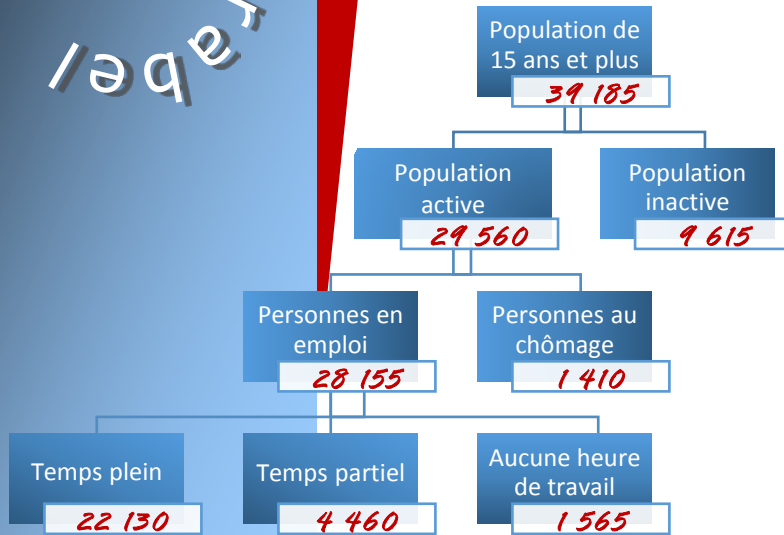 rabel
Population de
15 ans et plus
39 185
Population
active
29 560
Population
inactive
9 615
Personnes en
emploi
28 155
Personnes au
chômage
1 410
Temps plein
22 130
Temps partiel
4 460
Aucune heure
de travail
1 565